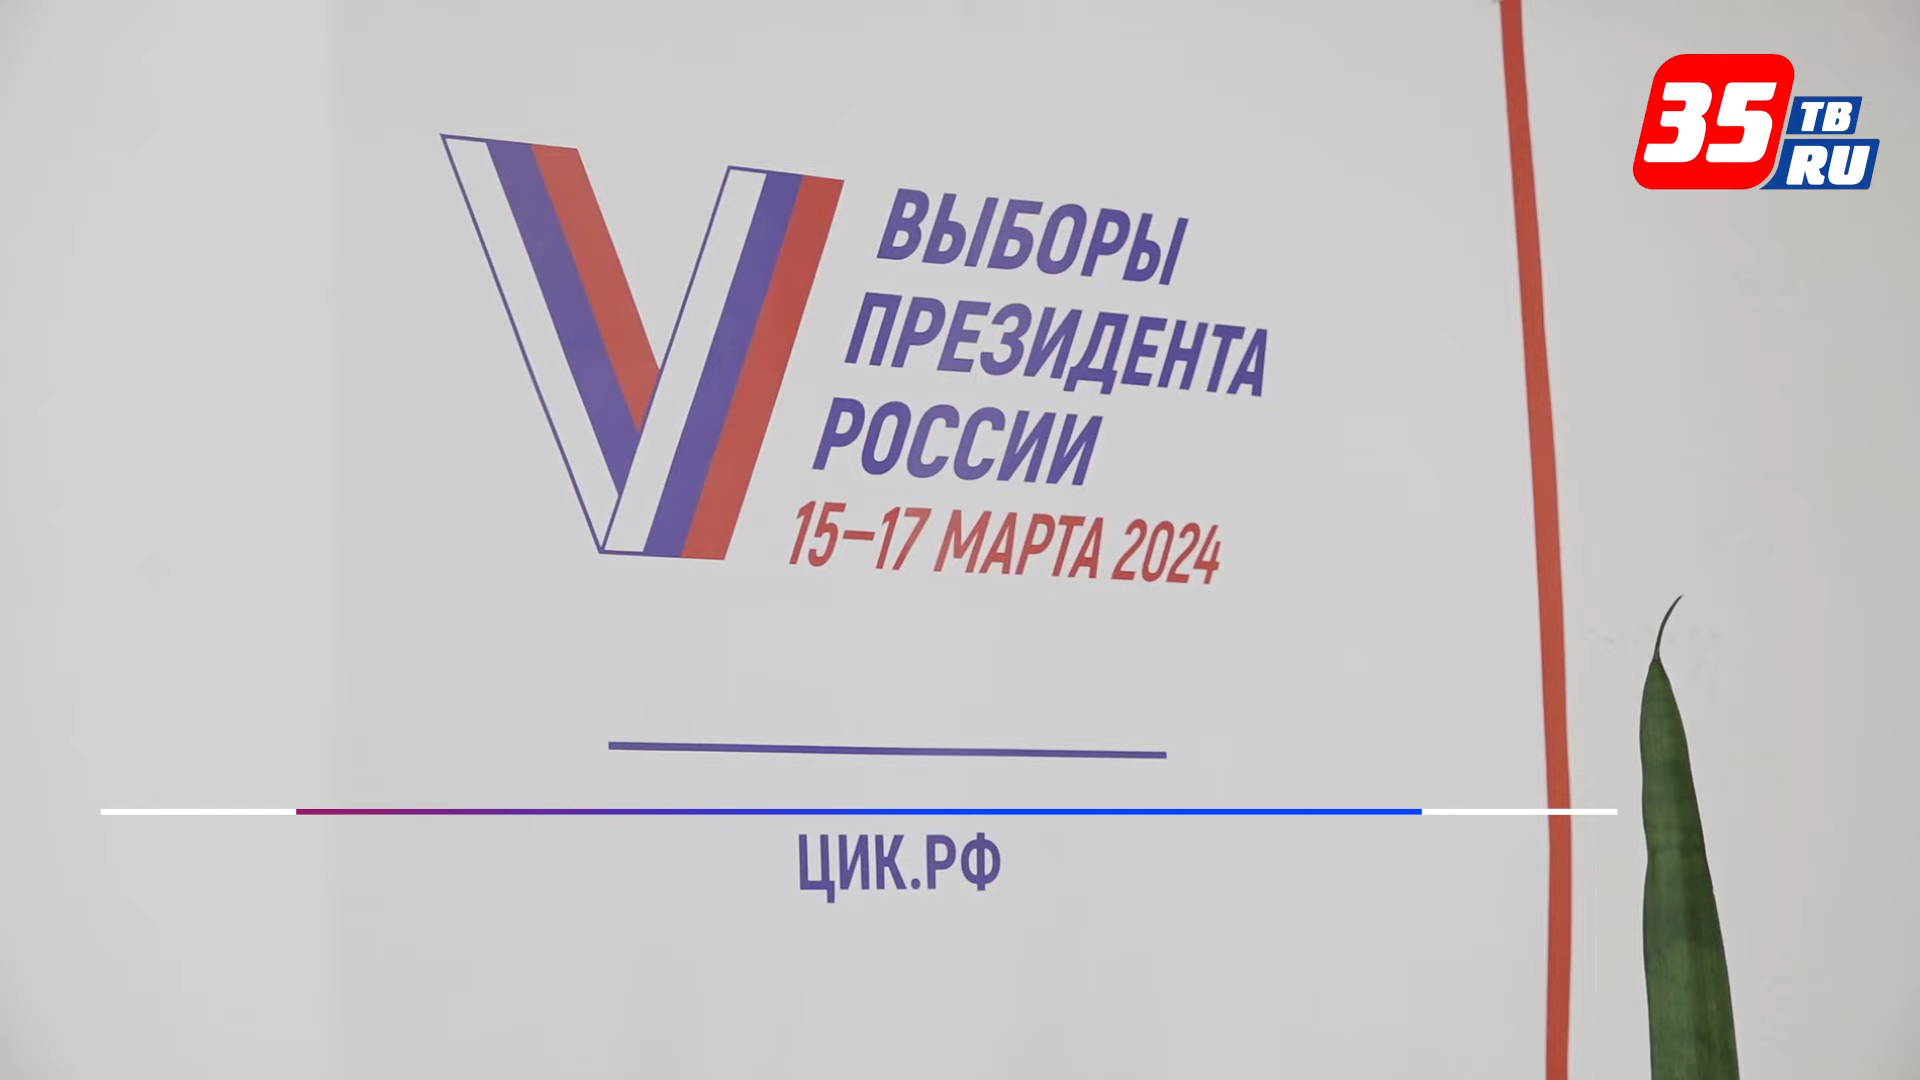 35
ТВ
RU
ВЫБОРЫ
ПРЕЗИДЕНТА
РОССИИ
15–17 МАРТА 2024
ЦИК.РФ